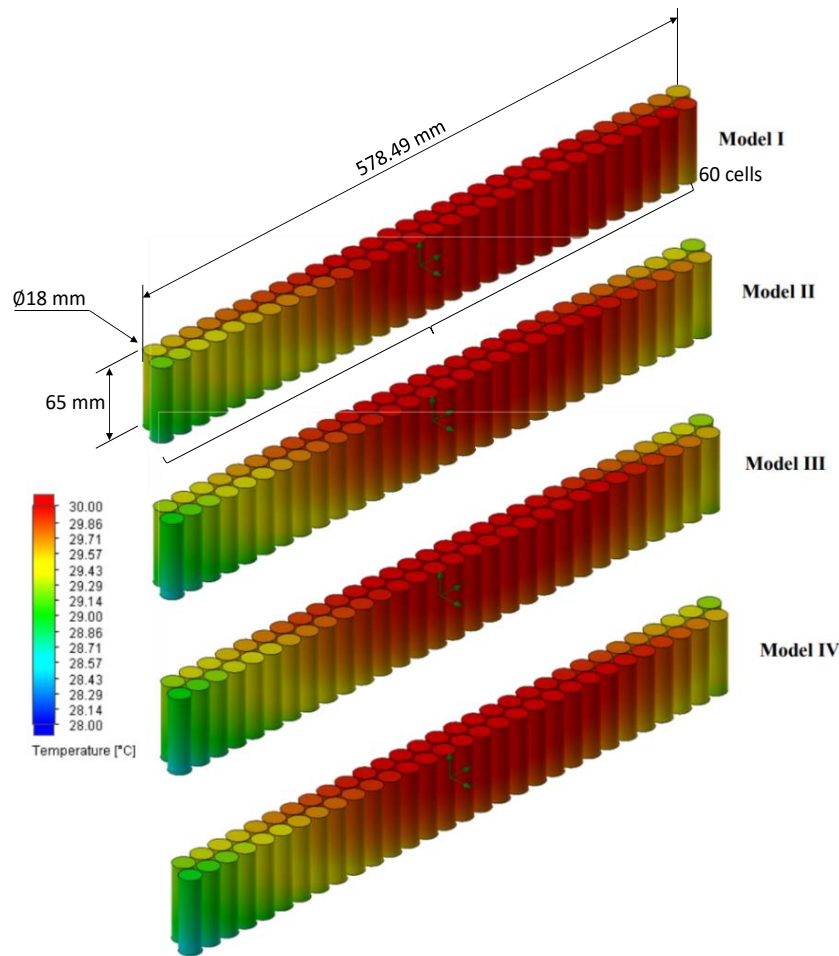 578.49 mm
Model I
60 cells
Model II
Ø18 mm
65 mm
Model III
30.00
29.86
29.71
29.57
29.43
29.29
29.14
29.00
28.86
28.71
28.57
28.43
28.29
28.14
28.00
Temperature [°C]
Model IV